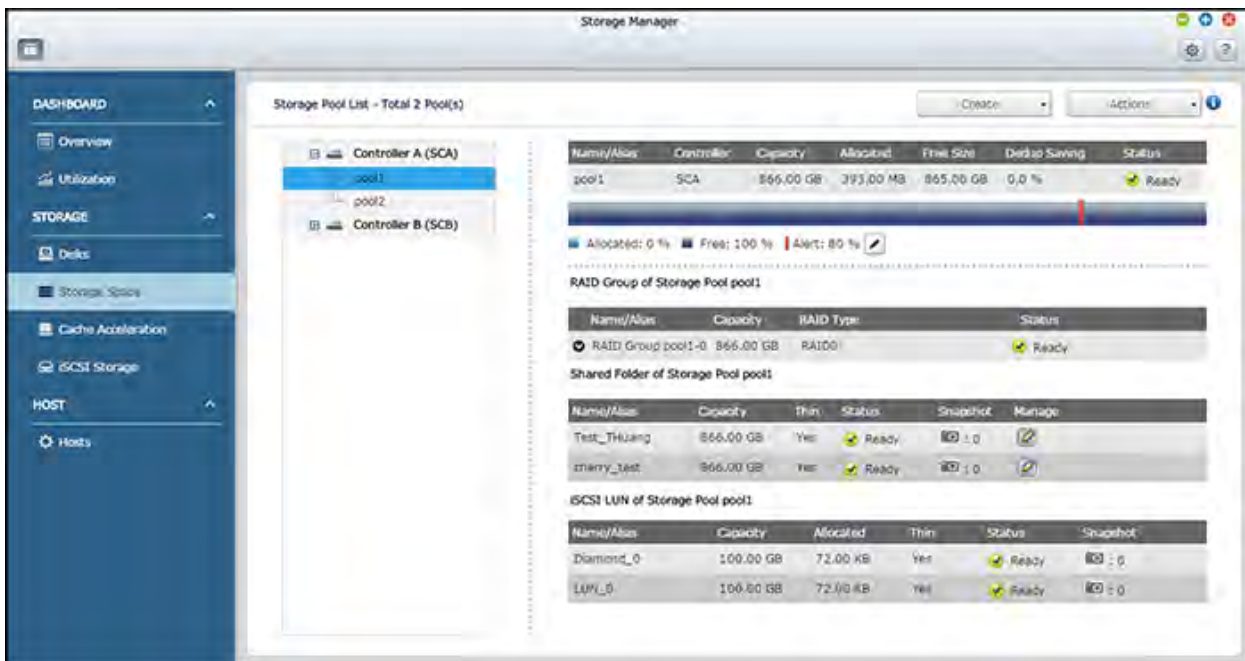 Storage Manager
DASHBOARD
Overview
Utilization
STORAGE
Disks
Storage Space
Cache Acceleration
iSCSI Storage
HOST
Hosts
Storage Pool List - Total 2 Pool(s)
Create
Actions
Controller A (SCA)
pool1
pool2
Controller B (SCB)
Name/Alias Controller Capacity Allocated Free Size Dedup Saving Status
pool1 SCA 866.00 GB 393.00 MB 865.00 GB 0.0 % Ready
Allocated: 0 % Free: 100 % Alert: 80 %
RAID Group of Storage Pool pool1
Name/Alias Capacity RAID Type Status
RAID Group pool1-0 866.00 GB RAID0 Ready
Shared Folder of Storage Pool pool1
Name/Alias Capacity Thin Status Snapshot Manage
Test_THuang 866.00 GB Yes Ready : 0
866.00 GB Yes Ready : 0
iSCSI LUN of Storage Pool pool1
Name/Alias Capacity Allocated Thin Status Snapshot
Diamond_0 100.00 GB 72.00 KB Yes Ready : 0
LUN_0 100.00 GB 72.00 KB Yes Ready : 0